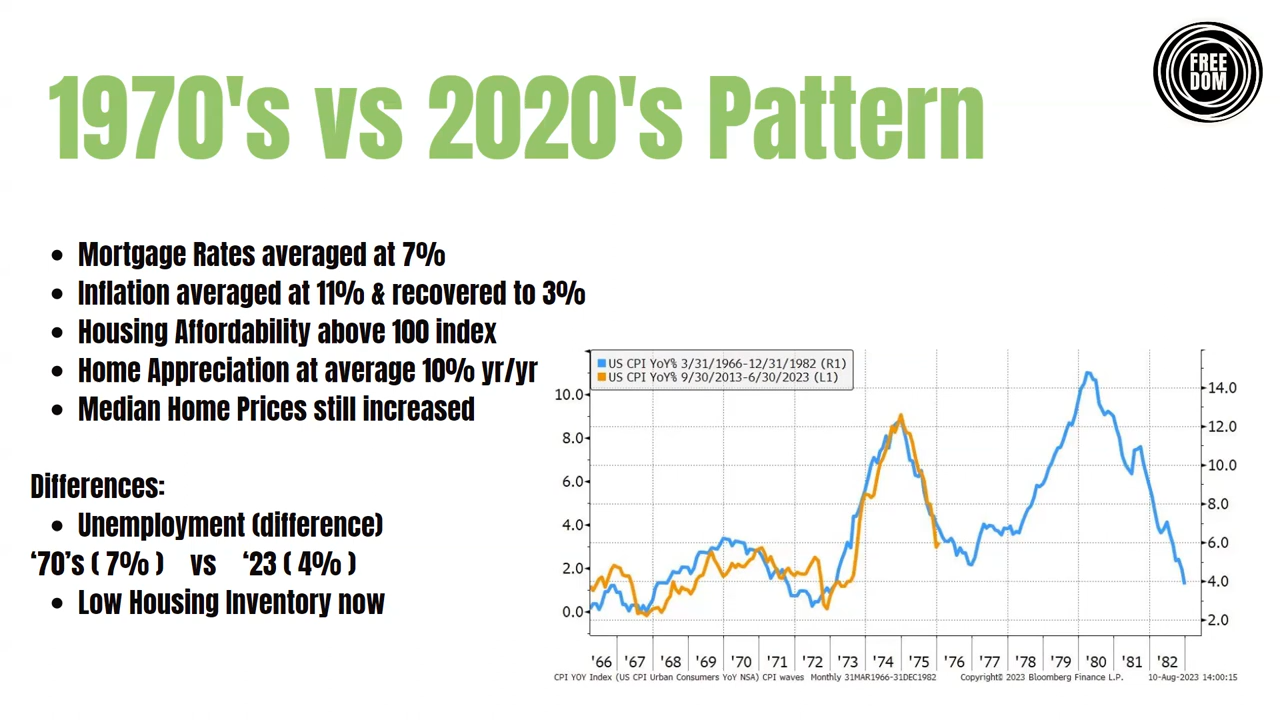 FREE
DOM
1970's vs 2020's Pattern
• Mortgage Rates averaged at 7%
• Inflation averaged at 11% & recovered to 3%
• Housing Affordability above 100 index
• Home Appreciation at average 10% yr/yr
• Median Home Prices still increased
Differences:
• Unemployment (difference)
‘70’s ( 7% ) vs ‘23 ( 4% )
• Low Housing Inventory now
US CPI YoY% 3/31/1966-12/31/1982 (R1)
US CPI YoY% 9/30/2013-6/30/2023 (L1)
10.0
8.0
6.0
4.0
2.0
0.0
14.0
12.0
10.0
8.0
6.0
4.0
2.0
'66 '67 '68 '69 '70 '71 '72 '73 '74 '75 '76 '77 '78 '79 '80 '81 '82
CPI YOY Index (US CPI Urban Consumers YoY NSA) CPI waves Monthly 31MAR1966-31DEC1982 Copyright© 2023 Bloomberg Finance L.P. 10-Aug-2023 14:00:15